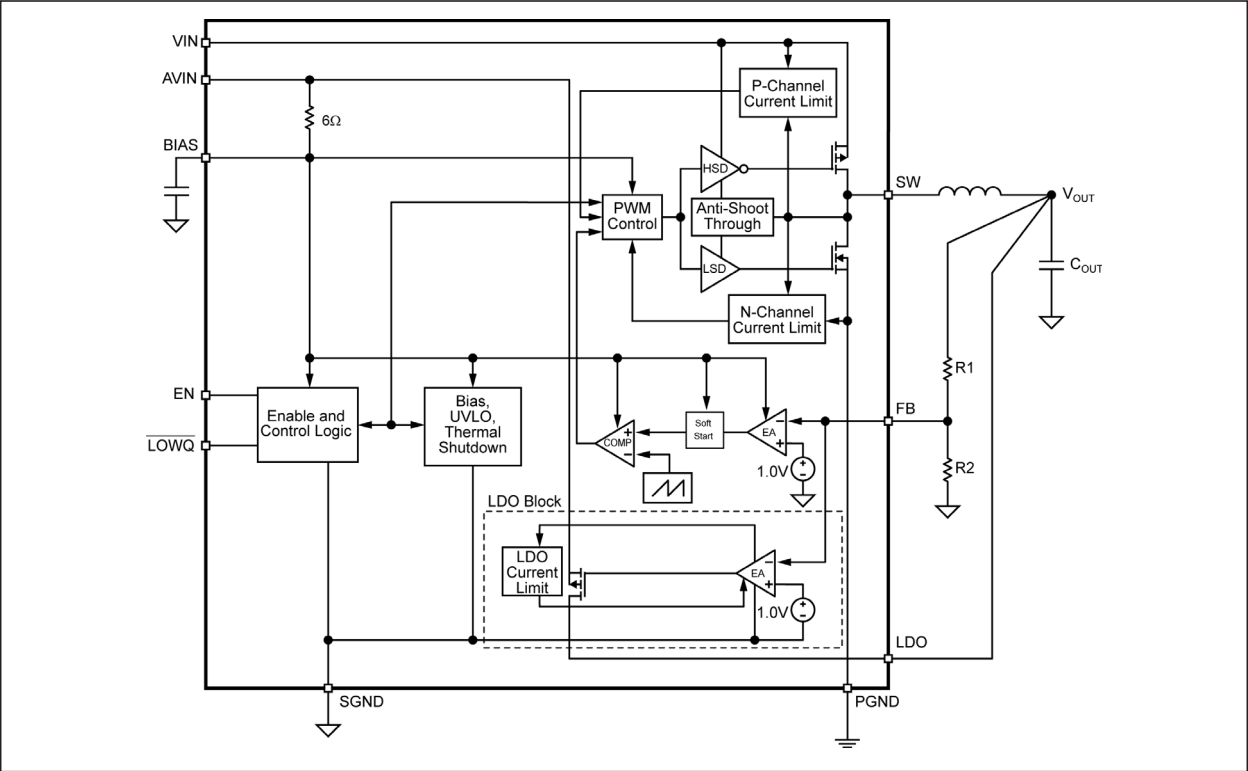 VIN
AVIN
6Ω
BIAS
P-Channel
Current Limit
HSD
SW
VOUT
PWM
Control
Anti-Shoot
Through
LSD
COUT
N-Channel
Current Limit
R1
EN
LOWQ
Enable and
Control Logic
Bias,
UVLO,
Thermal
Shutdown
+
COMP
−
Soft
Start
−
EA
+
1.0V
+
−
FB
R2
LDO Block
LDO
Current
Limit
−
EA
+
1.0V
+
−
LDO
SGND
PGND